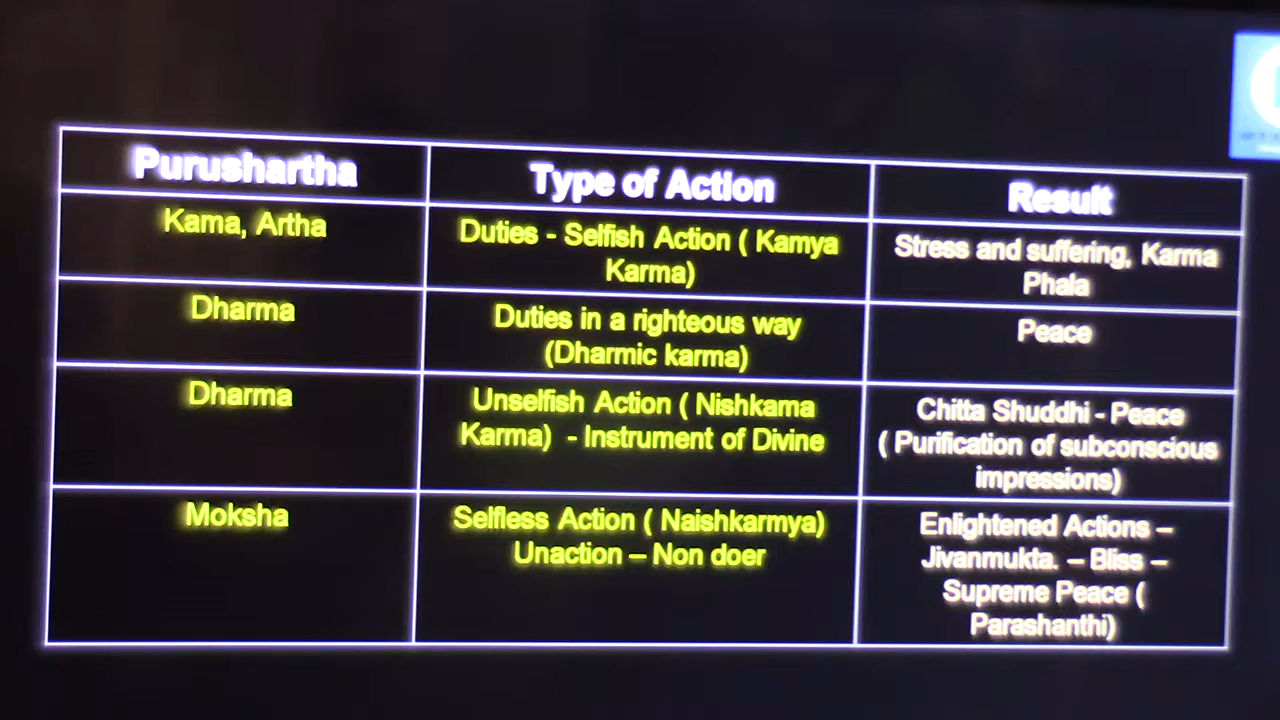 Purushartha
Type of Action
Result
Kama, Artha
Duties - Selfish Action ( Kamya
Karma)
Stress and suffering, Karma
Phala
Dharma
Duties in a righteous way
(Dharmic karma)
Peace
Dharma
Unselfish Action ( Nishkama
Karma) - Instrument of Divine
Chitta Shuddhi - Peace
( Purification of subconscious
impressions)
Moksha
Selfless Action ( Naishkarmya)
Unaction – Non doer
Enlightened Actions –
Jivanmukta. – Bliss –
Supreme Peace (
Parashanthi)